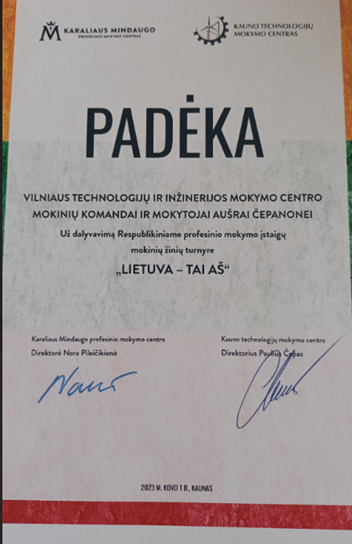 KARALIAUS MINDAUGO
PROFESINIO MOKYMO CENTRAS
KAUNO TECHNOLOGIJŲ
MOKYMO CENTRAS
PADĖKA
VILNIAUS TECHNOLOGIJŲ IR INŽINERIJOS MOKYMO CENTRO
MOKINIŲ KOMANDAI IR MOKYTOJAI AUŠRAI ČEPANONEI
Už dalyvavimą Respublikiniame profesinio mokymo įstaigų
mokinių žinių turnyre
„LIETUVA – TAI AŠ“
Karaliaus Mindaugo profesinio mokymo centro
Direktorė Nora Pileičikienė
Kauno technologijų mokymo centro
Direktorius Paulius Čepas
2023 M. KOVO 1 D., KAUNAS